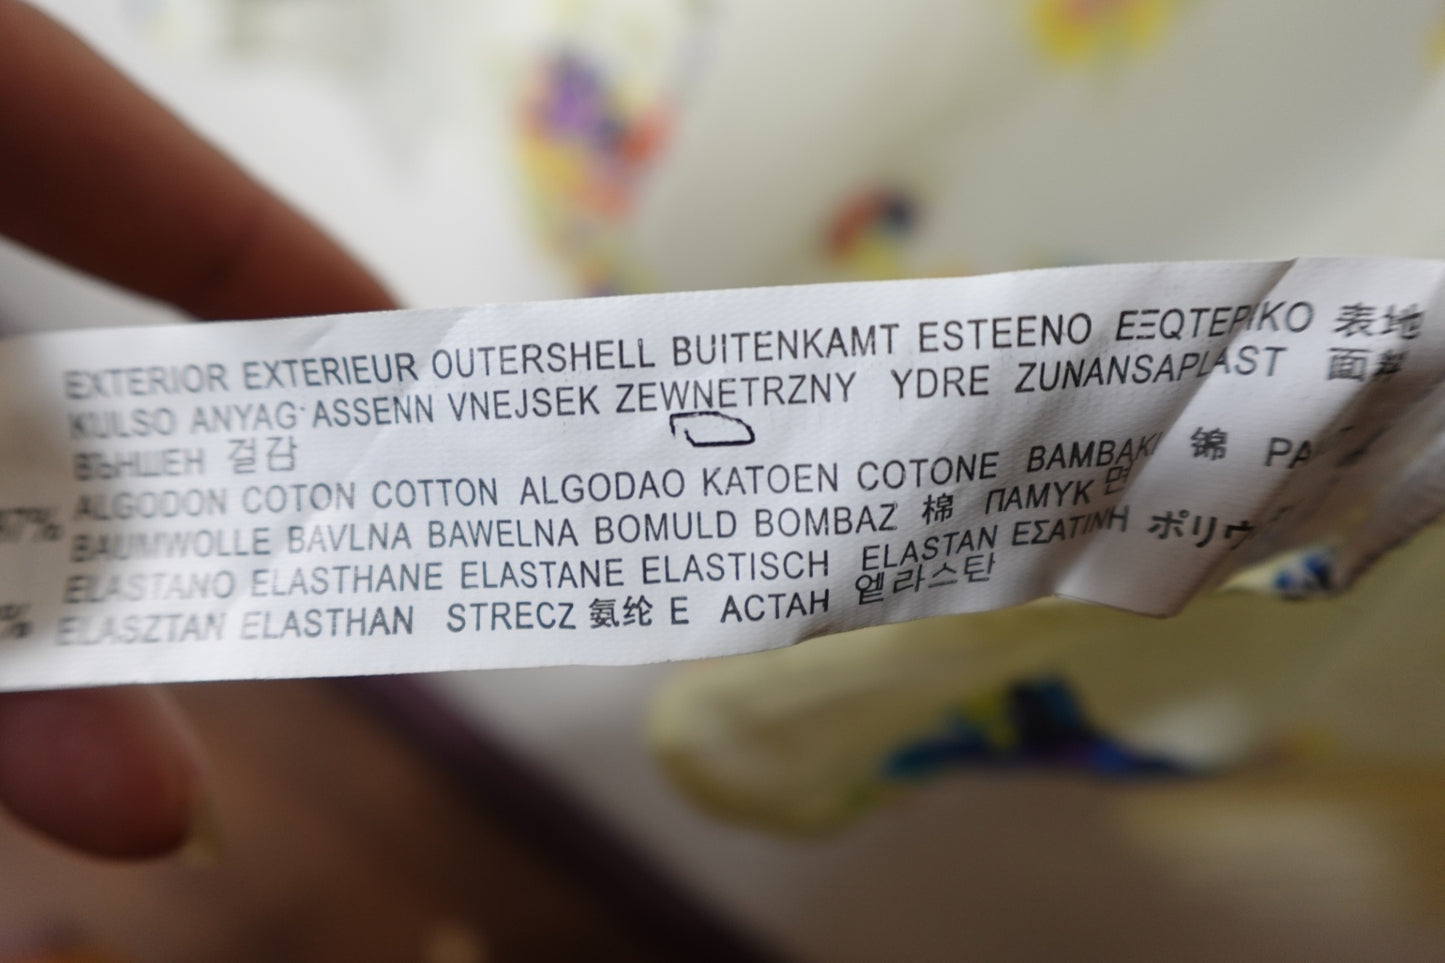 EXTERIOR EXTERIEUR OUTERSHELL BUITENKAMT ESTEENO EΞQTEPIKO 表地
KULSO ANYAG ASSENN VNEJSEK ZEWNETRZNY YDRE ZUNANSAPLAST 面料
ВЪНШЕН 겉감
ALGODON COTON COTTON ALGODAO KATOEN COTONE BAMBAKI 锦
BAUMWOLLE BAVLNA BAWELNA BOMULD BOMBAZ 棉 ПАМУК 면
ELASTANO ELASTHANE ELASTANE ELASTISCH ELASTAN ΕΣΑΤΙΝΗ ポリウ
ELASZTAN ELASTHAN STRECZ 氨纶 E АСТАН 엘라스탄